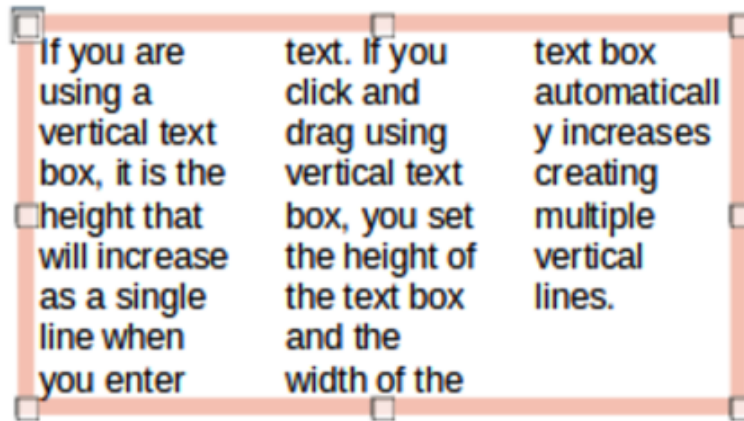 If you are
using a
vertical text
box, it is the
height that
will increase
as a single
line when
you enter
text. If you
click and
drag using
vertical text
box, you set
the height of
the text box
and the
width of the
text box
automaticall
y increases
creating
multiple
vertical
lines.